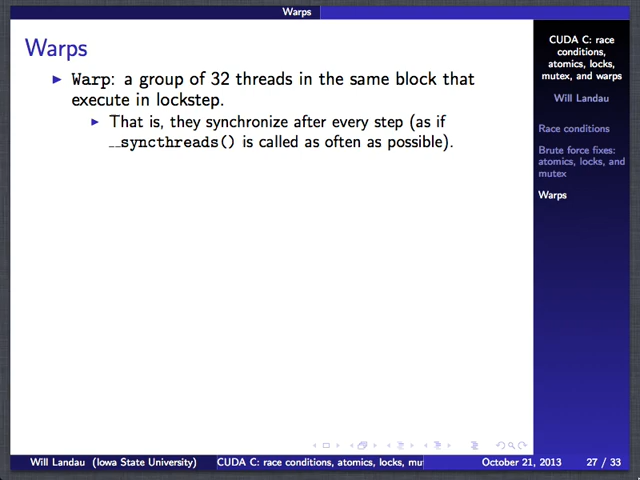 Warps
Warps
Warp: a group of 32 threads in the same block that
execute in lockstep.
That is, they synchronize after every step (as if
__syncthreads() is called as often as possible).
CUDA C: race
conditions,
atomics, locks,
mutex, and warps
Will Landau
Race conditions
Brute force fixes:
atomics, locks, and
mutex
Warps
Will Landau (Iowa State University)
CUDA C: race conditions, atomics, locks, mu
October 21, 2013
27 / 33